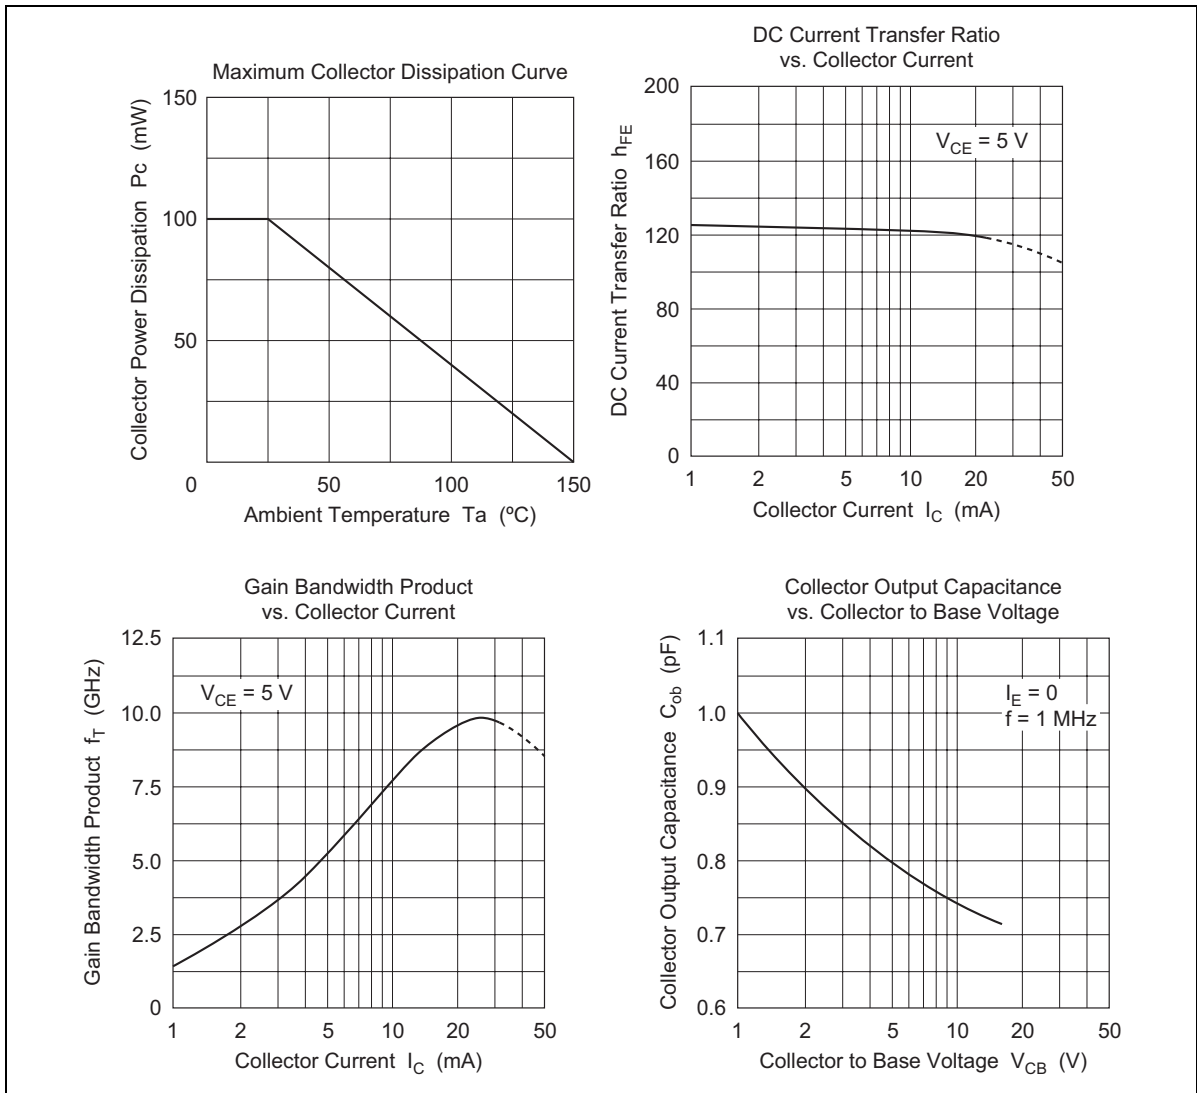 Maximum Collector Dissipation Curve
150
100
50
0
50
100
150
Collector Power Dissipation Pc (mW)
Ambient Temperature Ta (ºC)
DC Current Transfer Ratio
vs. Collector Current
200
160
120
80
40
0
1
2
5
10
20
50
DC Current Transfer Ratio hFE
VCE = 5 V
Collector Current IC (mA)
Gain Bandwidth Product
vs. Collector Current
12.5
10.0
7.5
5.0
2.5
0
1
2
5
10
20
50
Gain Bandwidth Product fT (GHz)
VCE = 5 V
Collector Current IC (mA)
Collector Output Capacitance
vs. Collector to Base Voltage
1.1
1.0
0.9
0.8
0.7
0.6
1
2
5
10
20
50
Collector Output Capacitance Cob (pF)
IE = 0
f = 1 MHz
Collector to Base Voltage VCB (V)